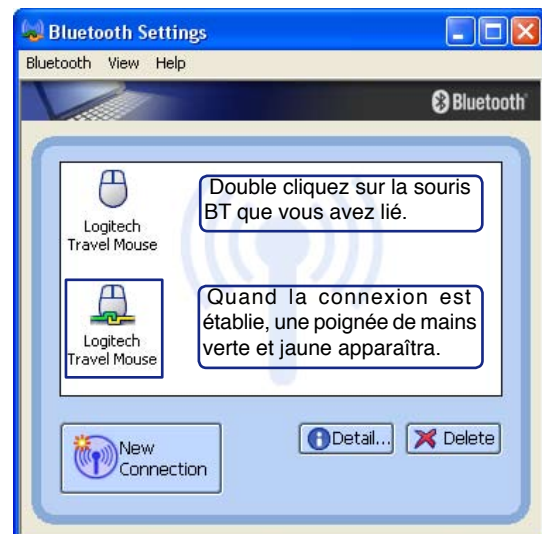 Bluetooth Settings
Bluetooth View Help
Bluetooth
Logitech
Travel Mouse
Double cliquez sur la souris
BT que vous avez lié.
Logitech
Travel Mouse
Quand la connexion est
établie, une poignée de mains
verte et jaune apparaîtra.
New
Connection
Detail...
Delete